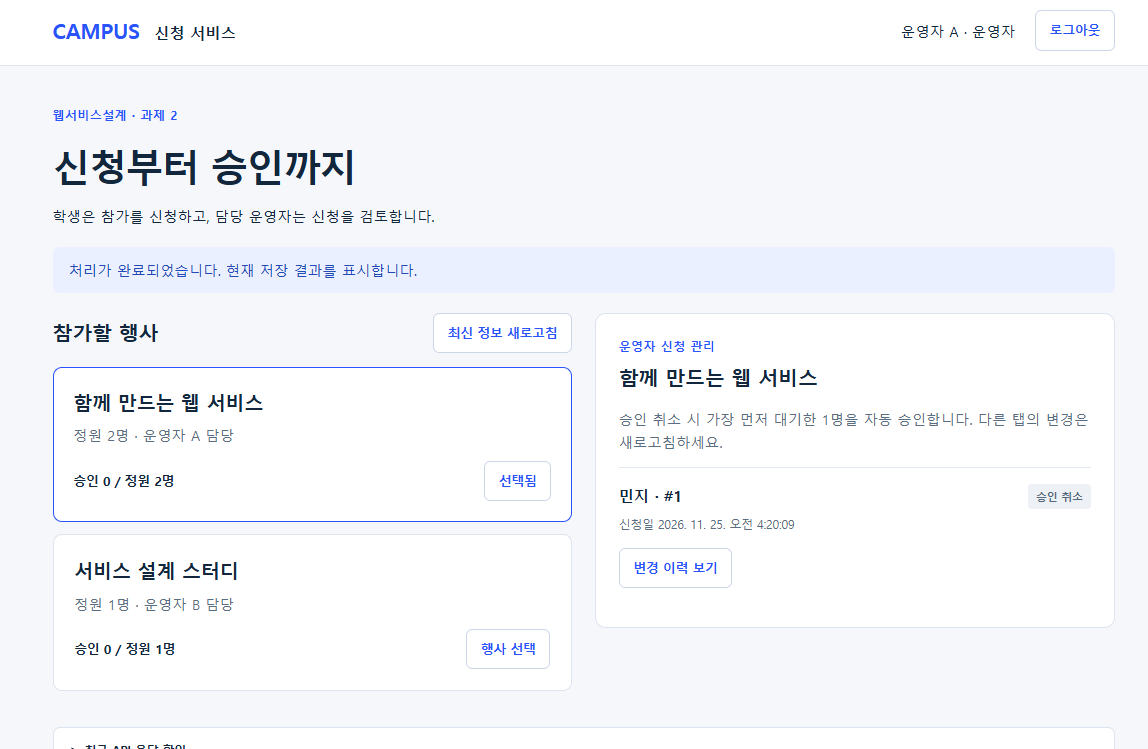 CAMPUS 신청 서비스
운영자 A · 운영자
로그아웃
웹서비스설계 · 과제 2
신청부터 승인까지
학생은 참가를 신청하고, 담당 운영자는 신청을 검토합니다.
처리가 완료되었습니다. 현재 저장 결과를 표시합니다.
참가할 행사
최신 정보 새로고침
함께 만드는 웹 서비스
정원 2명 · 운영자 A 담당
승인 0 / 정원 2명
선택됨
서비스 설계 스터디
정원 1명 · 운영자 B 담당
승인 0 / 정원 1명
행사 선택
운영자 신청 관리
함께 만드는 웹 서비스
승인 취소 시 가장 먼저 대기한 1명을 자동 승인합니다. 다른 탭의 변경은
새로고침하세요.
민지 · #1
승인 취소
신청일 2026. 11. 25. 오전 4:20:09
변경 이력 보기
최근 API 응답 확인